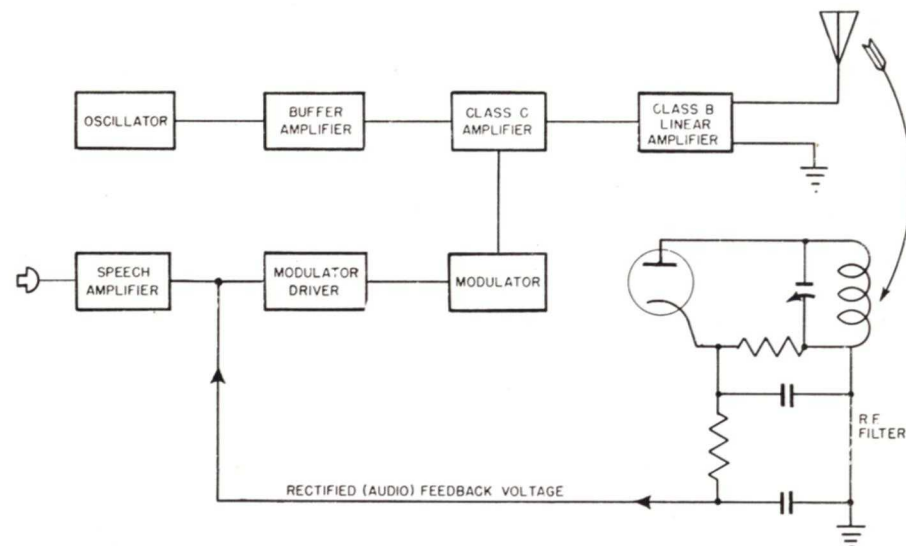 OSCILLATOR
BUFFER
AMPLIFIER
CLASS C
AMPLIFIER
CLASS B
LINEAR
AMPLIFIER
SPEECH
AMPLIFIER
MODULATOR
DRIVER
MODULATOR
R F
FILTER
RECTIFIED (AUDIO) FEEDBACK VOLTAGE